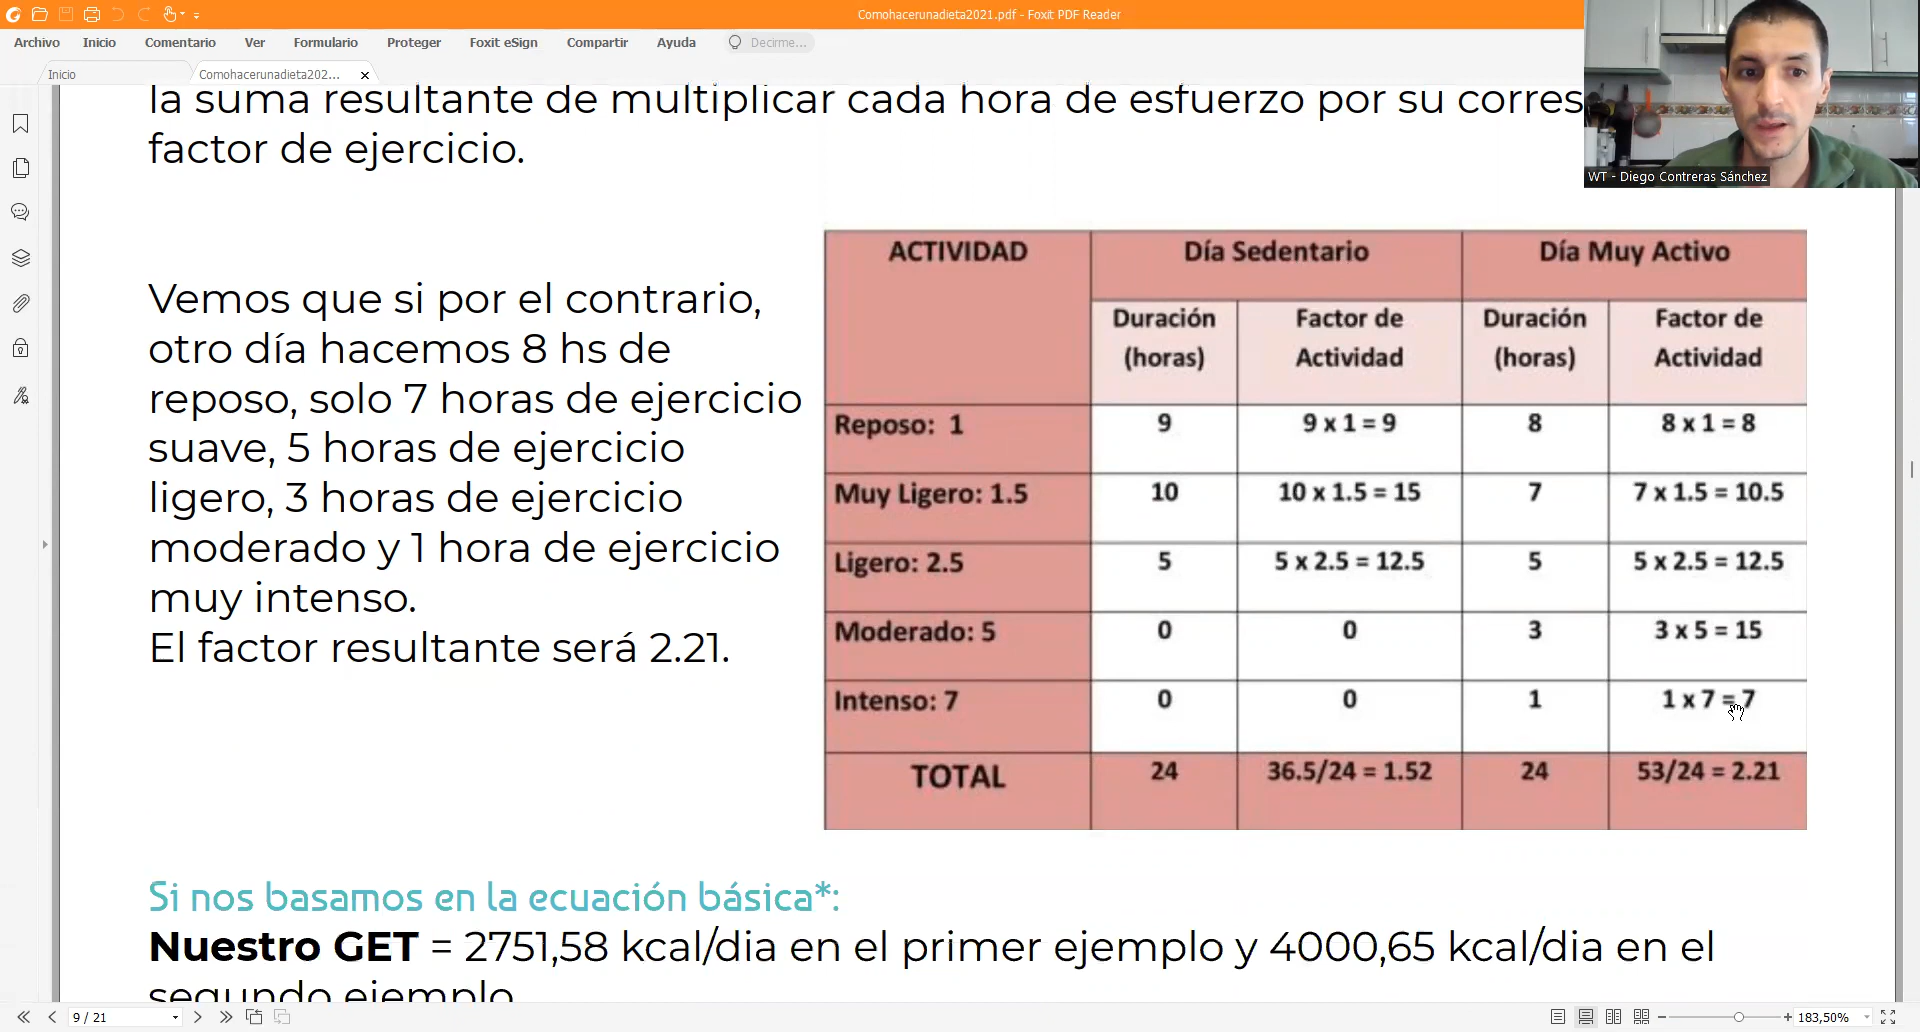 Comohacerunadieta2021.pdf - Foxit PDF Reader
Archivo Inicio Comentario Ver Formulario Proteger Foxit eSign Compartir Ayuda Decirme...
Inicio Comohacerunadieta202...
la suma resultante de multiplicar cada hora de esfuerzo por su corres
factor de ejercicio.
WT - Diego Contreras Sánchez
Vemos que si por el contrario,
otro día hacemos 8 hs de
reposo, solo 7 horas de ejercicio
suave, 5 horas de ejercicio
ligero, 3 horas de ejercicio
moderado y 1 hora de ejercicio
muy intenso.
El factor resultante será 2.21.
ACTIVIDAD Día Sedentario Día Muy Activo
Duración (horas) Factor de Actividad Duración (horas) Factor de Actividad
Reposo: 1 9 9 x 1 = 9 8 8 x 1 = 8
Muy Ligero: 1.5 10 10 x 1.5 = 15 7 7 x 1.5 = 10.5
Ligero: 2.5 5 5 x 2.5 = 12.5 5 5 x 2.5 = 12.5
Moderado: 5 0 0 3 3 x 5 = 15
Intenso: 7 0 0 1 1 x 7 = 7
TOTAL 24 36.5/24 = 1.52 24 53/24 = 2.21
Si nos basamos en la ecuación básica*:
Nuestro GET = 2751,58 kcal/dia en el primer ejemplo y 4000,65 kcal/dia en el
segundo ejemplo
9 / 21 183,50%